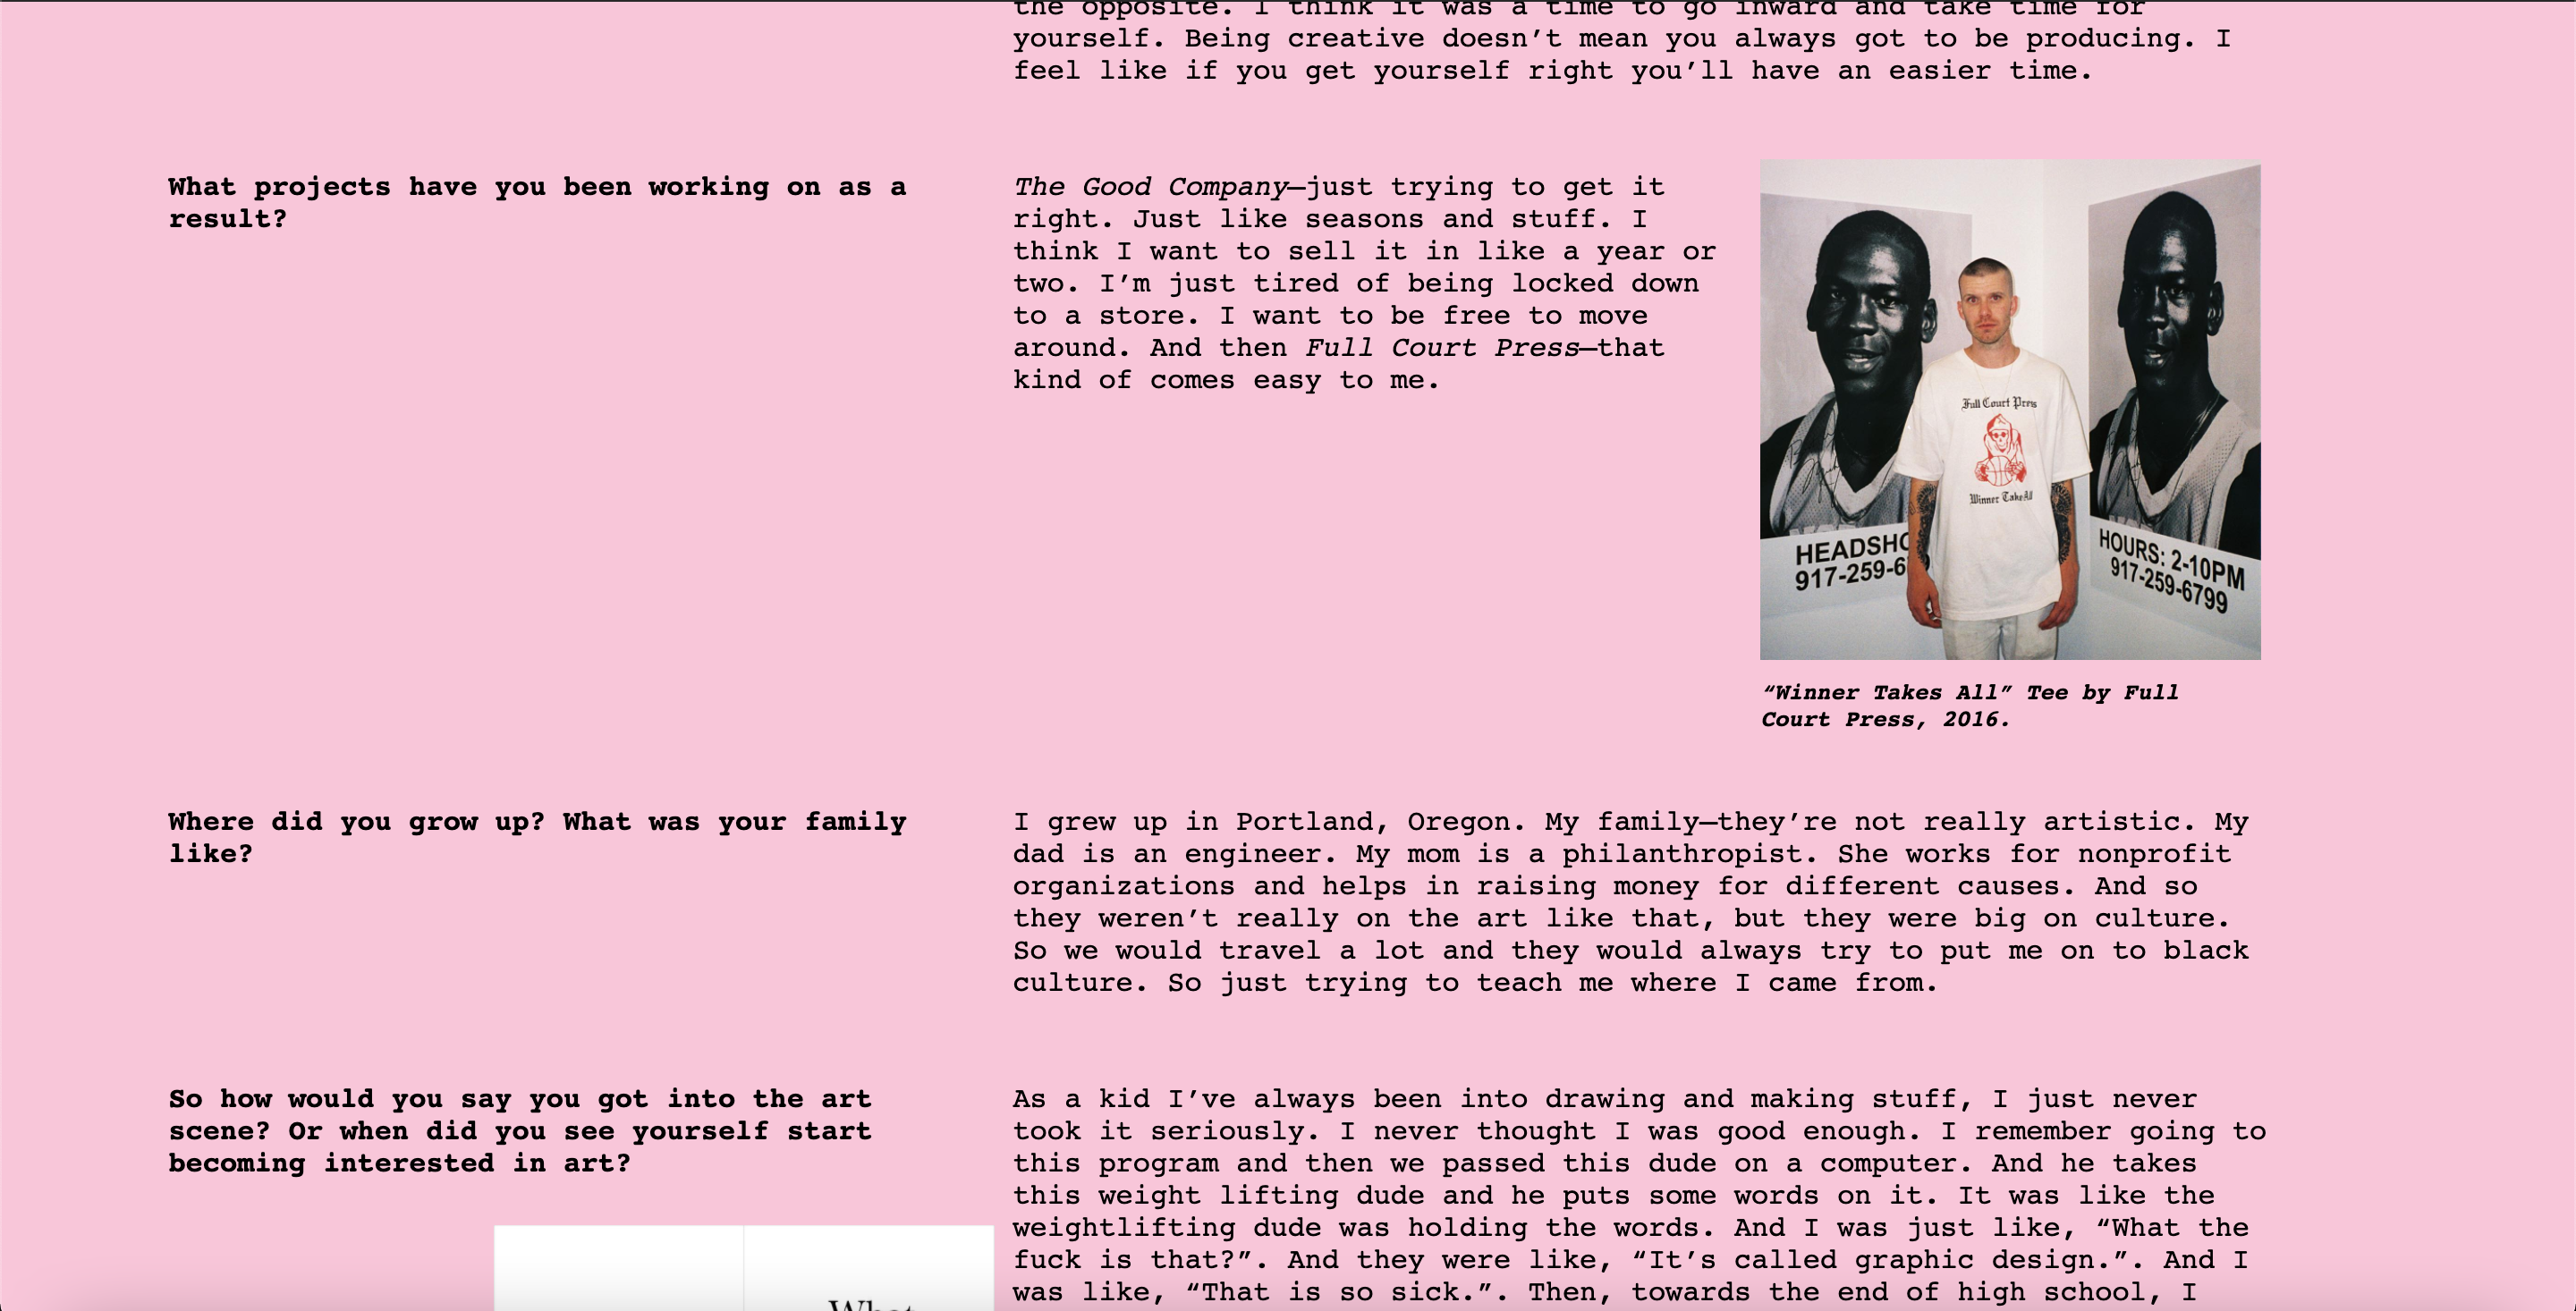 the opposite. I think it was a time to go inward and take time for
yourself. Being creative doesn’t mean you always got to be producing. I
feel like if you get yourself right you’ll have an easier time.
What projects have you been working on as a
result?
The Good Company—just trying to get it
right. Just like seasons and stuff. I
think I want to sell it in like a year or
two. I’m just tired of being locked down
to a store. I want to be free to move
around. And then Full Court Press—that
kind of comes easy to me.
Full Court Press
Winner Take All
HEADSHO
917-259-6
HOURS: 2-10PM
917-259-6799
“Winner Takes All” Tee by Full
Court Press, 2016.
Where did you grow up? What was your family
like?
I grew up in Portland, Oregon. My family—they’re not really artistic. My
dad is an engineer. My mom is a philanthropist. She works for nonprofit
organizations and helps in raising money for different causes. And so
they weren’t really on the art like that, but they were big on culture.
So we would travel a lot and they would always try to put me on to black
culture. So just trying to teach me where I came from.
So how would you say you got into the art
scene? Or when did you see yourself start
becoming interested in art?
As a kid I’ve always been into drawing and making stuff, I just never
took it seriously. I never thought I was good enough. I remember going to
this program and then we passed this dude on a computer. And he takes
this weight lifting dude and he puts some words on it. It was like the
weightlifting dude was holding the words. And I was just like, “What the
fuck is that?”. And they were like, “It’s called graphic design.”. And I
was like, “That is so sick.”. Then, towards the end of high school, I
What